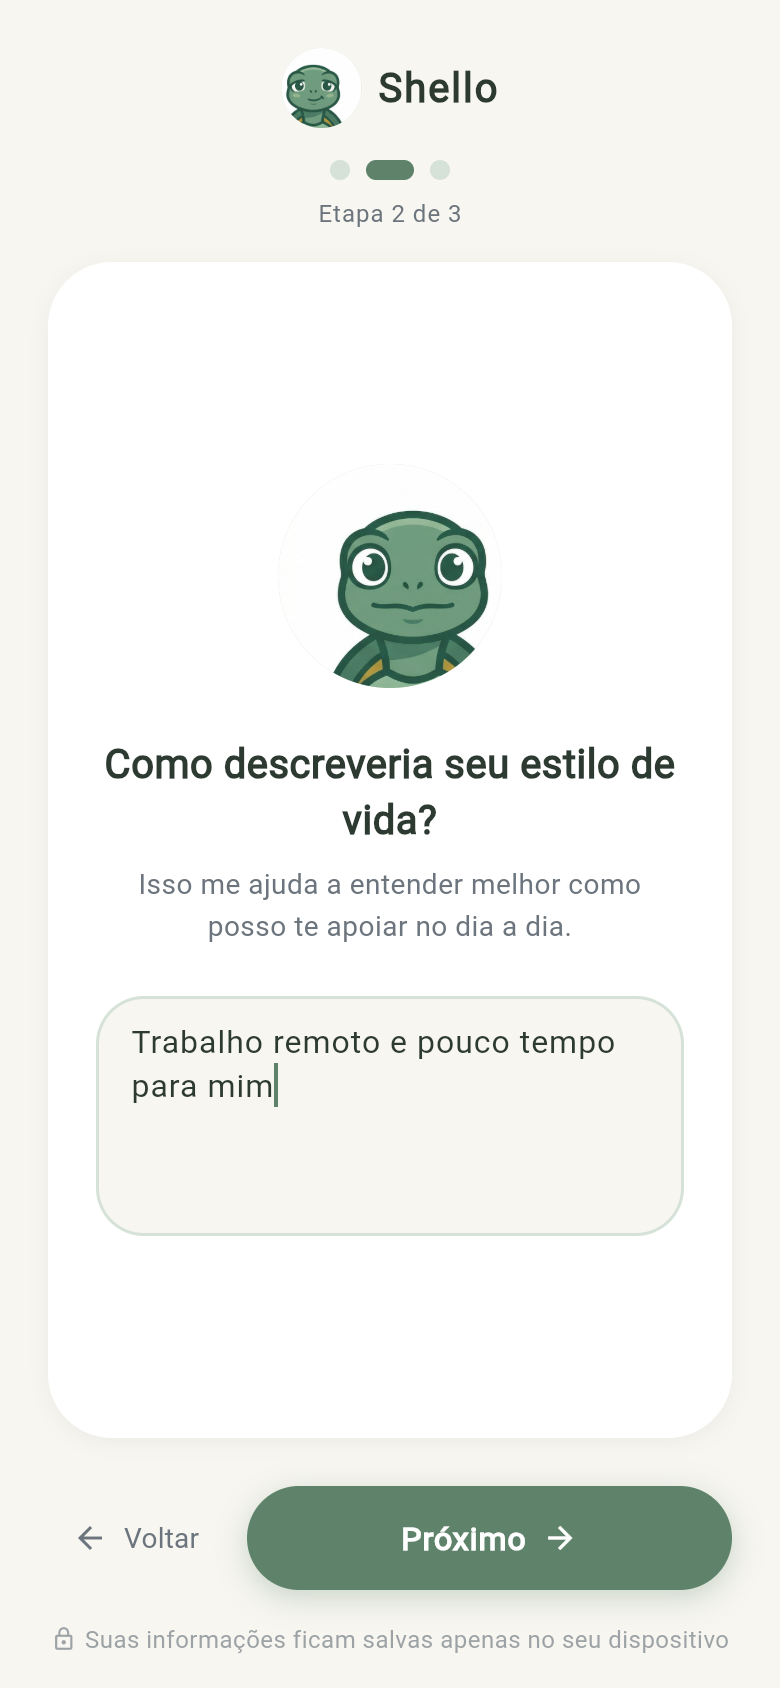 Shello
Etapa 2 de 3
Como descreveria seu estilo de
vida?
Isso me ajuda a entender melhor como
posso te apoiar no dia a dia.
Trabalho remoto e pouco tempo
para mim
Voltar
Próximo
Suas informações ficam salvas apenas no seu dispositivo